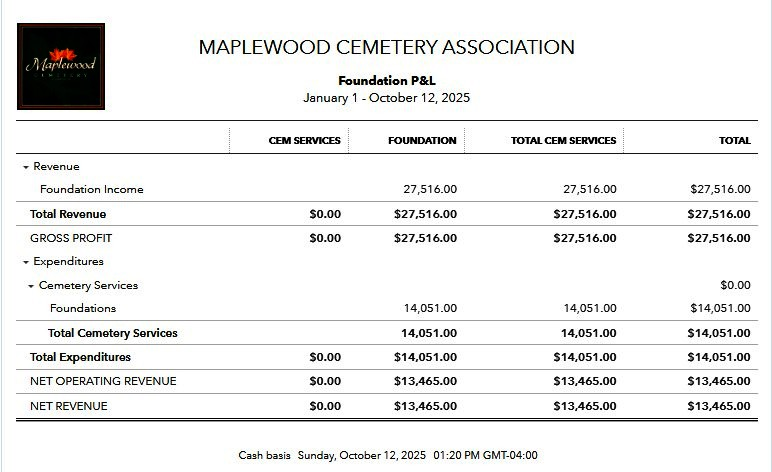 Maplewood
CEMETERY
MAPLEWOOD CEMETERY ASSOCIATION
Foundation P&L
January 1 - October 12, 2025
CEM SERVICES FOUNDATION TOTAL CEM SERVICES TOTAL
Revenue
Foundation Income 27,516.00 27,516.00 $27,516.00
Total Revenue $0.00 $27,516.00 $27,516.00 $27,516.00
GROSS PROFIT $0.00 $27,516.00 $27,516.00 $27,516.00
Expenditures
Cemetery Services $0.00
Foundations 14,051.00 14,051.00 $14,051.00
Total Cemetery Services 14,051.00 14,051.00 $14,051.00
Total Expenditures $0.00 $14,051.00 $14,051.00 $14,051.00
NET OPERATING REVENUE $0.00 $13,465.00 $13,465.00 $13,465.00
NET REVENUE $0.00 $13,465.00 $13,465.00 $13,465.00
Cash basis Sunday, October 12, 2025 01:20 PM GMT-04:00